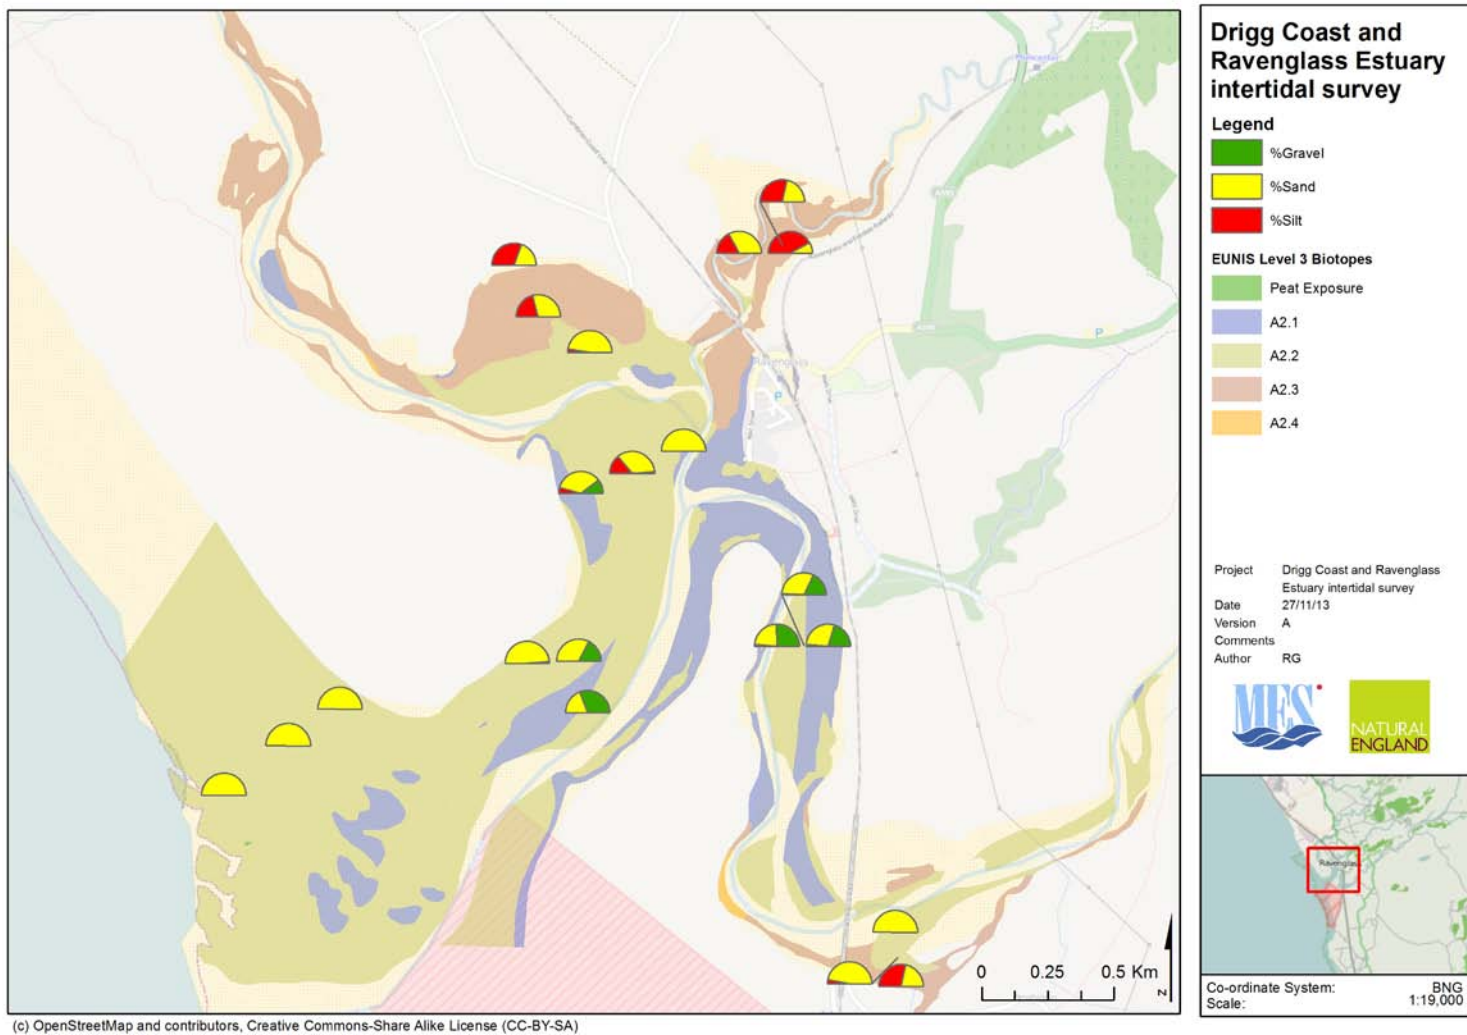 Drigg Coast and
Ravenglass Estuary
intertidal survey
Legend
%Gravel
%Sand
%Silt
EUNIS Level 3 Biotopes
Peat Exposure
A2.1
A2.2
A2.3
A2.4
Project Drigg Coast and Ravenglass
Estuary intertidal survey
Date 27/11/13
Version A
Comments
Author RG
MES
NATURAL
ENGLAND
Ravenglass
Co-ordinate System: BNG
Scale: 1:19,000
Ravenglass
P
P
0 0.25 0.5 Km
z
(c) OpenStreetMap and contributors, Creative Commons-Share Alike License (CC-BY-SA)